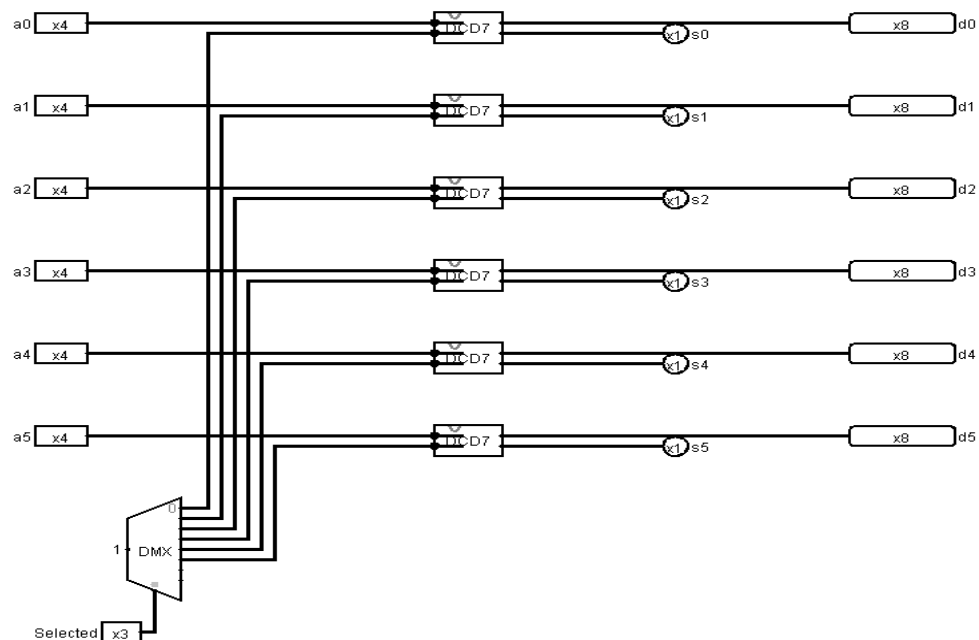 a0 x4 DCD7 x1 s0 x8 d0
a1 x4 DCD7 x1 s1 x8 d1
a2 x4 DCD7 x1 s2 x8 d2
a3 x4 DCD7 x1 s3 x8 d3
a4 x4 DCD7 x1 s4 x8 d4
a5 x4 DCD7 x1 s5 x8 d5
0
1 DMX
Selected x3